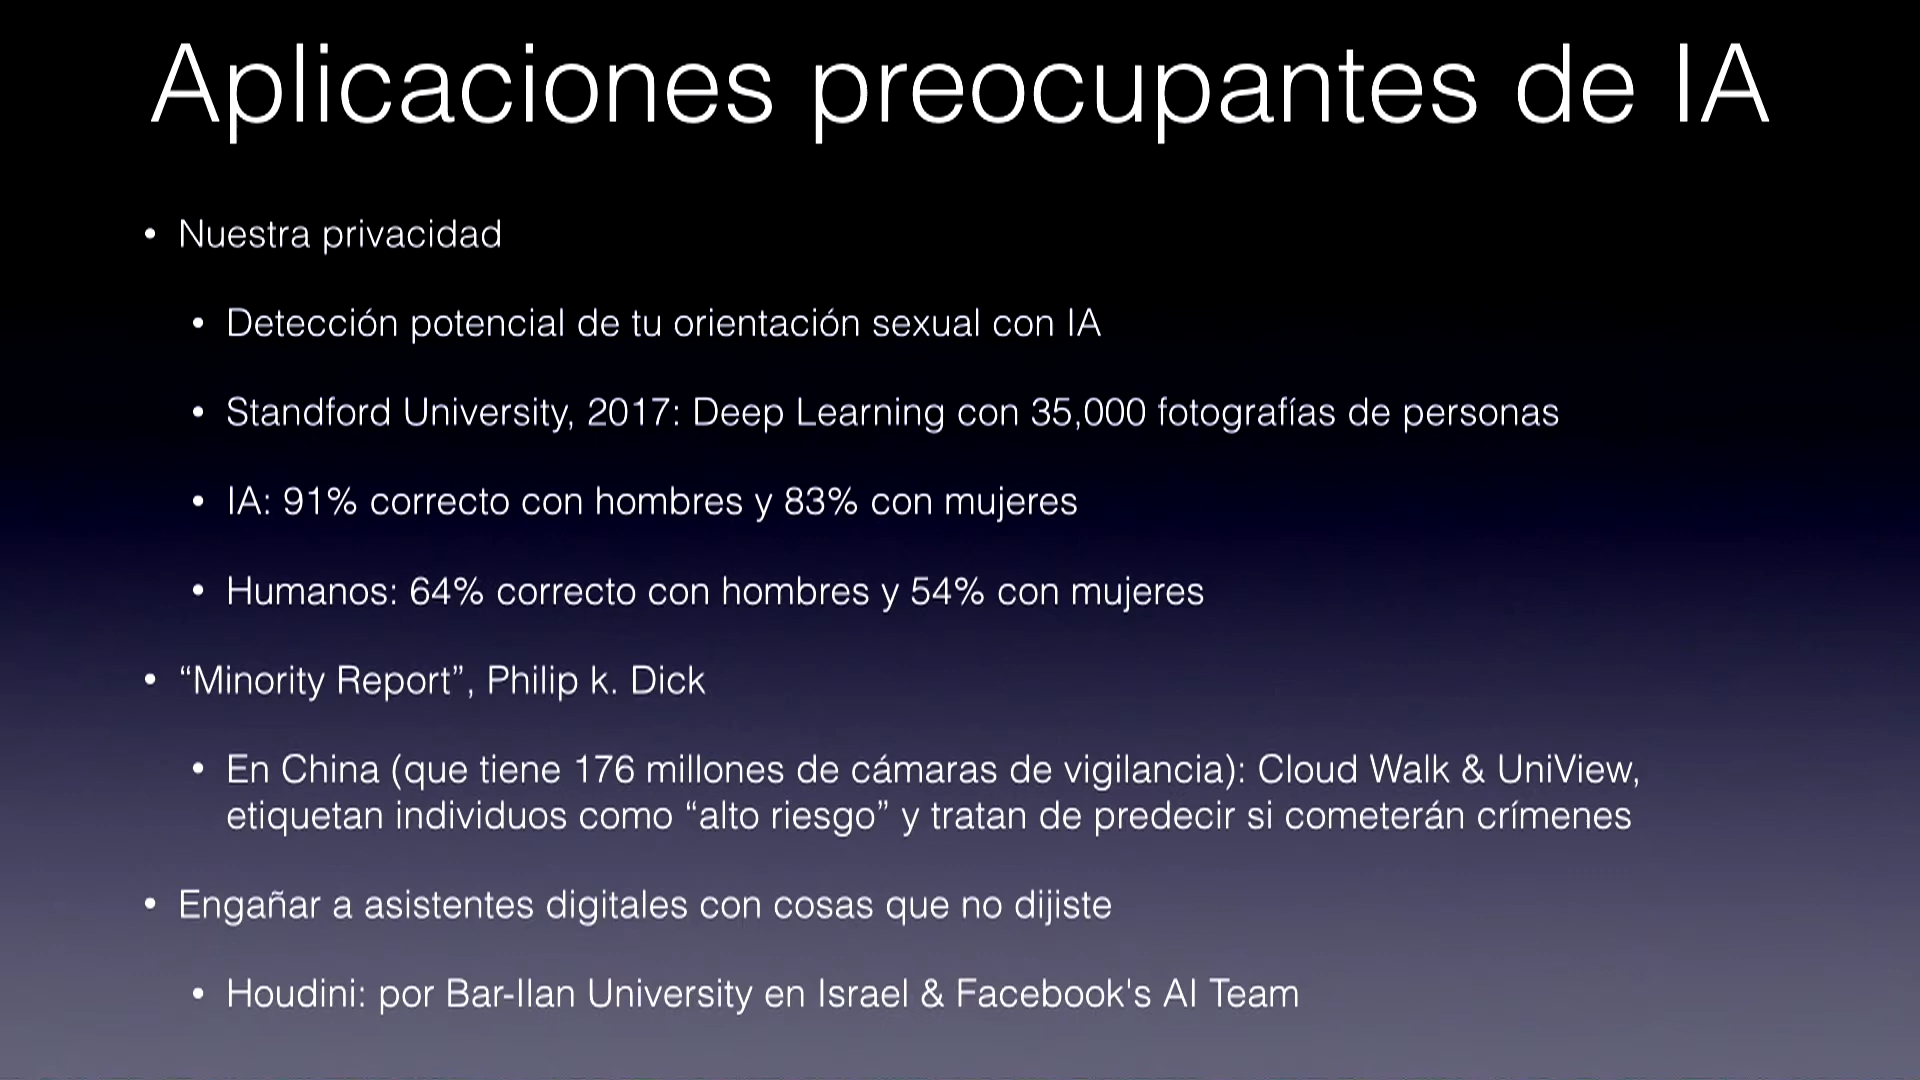 Aplicaciones preocupantes de IA
• Nuestra privacidad
• Detección potencial de tu orientación sexual con IA
• Standford University, 2017: Deep Learning con 35,000 fotografías de personas
• IA: 91% correcto con hombres y 83% con mujeres
• Humanos: 64% correcto con hombres y 54% con mujeres
• “Minority Report”, Philip k. Dick
• En China (que tiene 176 millones de cámaras de vigilancia): Cloud Walk & UniView,
etiquetan individuos como “alto riesgo” y tratan de predecir si cometerán crímenes
• Engañar a asistentes digitales con cosas que no dijiste
• Houdini: por Bar-Ilan University en Israel & Facebook's AI Team